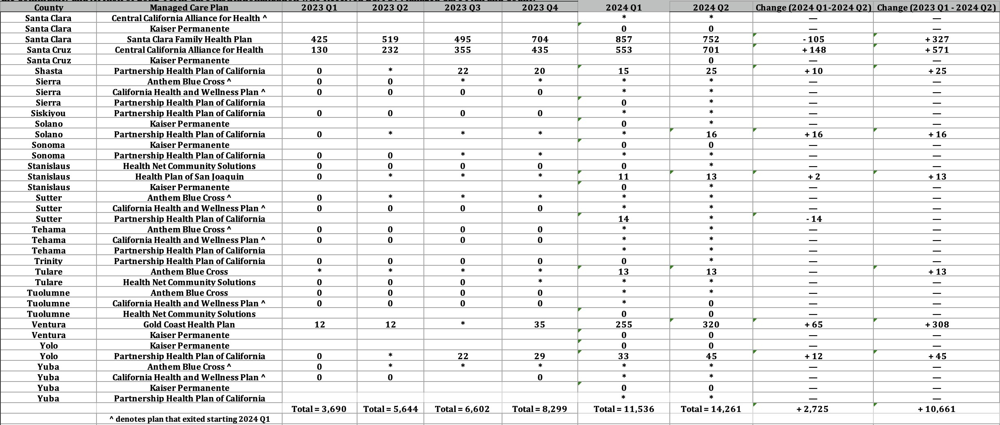 County Managed Care Plan 2023 Q1 2023 Q2 2023 Q3 2023 Q4 2024 Q1 2024 Q2 Change (2024 Q1-2024 Q2) Change (2023 Q1 - 2024 Q2)
Santa Clara Central California Alliance for Health ^ * * — —
Santa Clara Kaiser Permanente 0 0 — —
Santa Clara Santa Clara Family Health Plan 425 519 495 704 857 752 - 105 + 327
Santa Cruz Central California Alliance for Health 130 232 355 435 553 701 + 148 + 571
Santa Cruz Kaiser Permanente 0 — —
Shasta Partnership Health Plan of California 0 * 22 20 15 25 + 10 + 25
Sierra Anthem Blue Cross ^ 0 0 * * * * — —
Sierra California Health and Wellness Plan ^ 0 0 0 0 * * — —
Sierra Partnership Health Plan of California 0 * — —
Siskiyou Partnership Health Plan of California 0 0 0 0 * * — —
Solano Kaiser Permanente 0 * — —
Solano Partnership Health Plan of California 0 * * * * 16 + 16 + 16
Sonoma Kaiser Permanente 0 0 — —
Sonoma Partnership Health Plan of California 0 0 * * * * — —
Stanislaus Health Net Community Solutions 0 0 0 0 0 * — —
Stanislaus Health Plan of San Joaquin 0 * * * 11 13 + 2 + 13
Stanislaus Kaiser Permanente 0 * — —
Sutter Anthem Blue Cross ^ 0 * * * * * — —
Sutter California Health and Wellness Plan ^ 0 0 0 0 * * — —
Sutter Partnership Health Plan of California 14 * - 14 —
Tehama Anthem Blue Cross ^ 0 0 0 0 * * — —
Tehama California Health and Wellness Plan ^ 0 0 0 0 * * — —
Tehama Partnership Health Plan of California * * — —
Trinity Partnership Health Plan of California 0 0 0 0 0 * — —
Tulare Anthem Blue Cross * * * * 13 13 — + 13
Tulare Health Net Community Solutions 0 0 0 * * * — —
Tuolumne Anthem Blue Cross 0 0 0 0 * * — —
Tuolumne California Health and Wellness Plan ^ 0 0 0 0 * 0 — —
Tuolumne Health Net Community Solutions 0 0 — —
Ventura Gold Coast Health Plan 12 12 * 35 255 320 + 65 + 308
Ventura Kaiser Permanente 0 0 — —
Yolo Kaiser Permanente 0 0 — —
Yolo Partnership Health Plan of California 0 * 22 29 33 45 + 12 + 45
Yuba Anthem Blue Cross ^ 0 * * * * * — —
Yuba California Health and Wellness Plan ^ 0 0 0 * * — —
Yuba Kaiser Permanente 0 0 — —
Yuba Partnership Health Plan of California * * — —
Total = 3,690 Total = 5,644 Total = 6,602 Total = 8,299 Total = 11,536 Total = 14,261 + 2,725 + 10,661
^ denotes plan that exited starting 2024 Q1